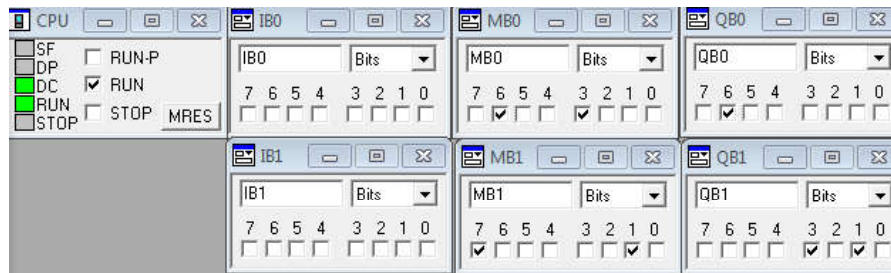 CPU
SF
DP
DC
RUN
STOP
RUN-P
RUN
STOP
MRES
IB0
IB0 Bits
7 6 5 4 3 2 1 0
MB0
MB0 Bits
7 6 5 4 3 2 1 0
QB0
QB0 Bits
7 6 5 4 3 2 1 0
IB1
IB1 Bits
7 6 5 4 3 2 1 0
MB1
MB1 Bits
7 6 5 4 3 2 1 0
QB1
QB1 Bits
7 6 5 4 3 2 1 0